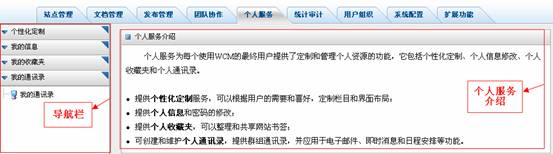 站点管理 文档管理 发布管理 团队协作 个人服务 统计审计 用户组织 系统配置 扩展功能
个性化定制
我的信息
我的收藏夹
我的通讯录
我的通讯录
导航栏
个人服务介绍
个人服务为每个使用WCM的最终用户提供了定制和管理个人资源的功能，它包括个性化定制、个人信息修改、个人
收藏夹和个人通讯录。
提供个性化定制服务，可以根据用户的需要和喜好，定制栏目和界面布局；
提供个人信息和密码的修改；
提供个人收藏夹，可以整理和共享网站书签；
可创建和维护个人通讯录，提供群组通讯录，并应用于电子邮件、即时消息和日程安排等功能。
个人服务
介绍